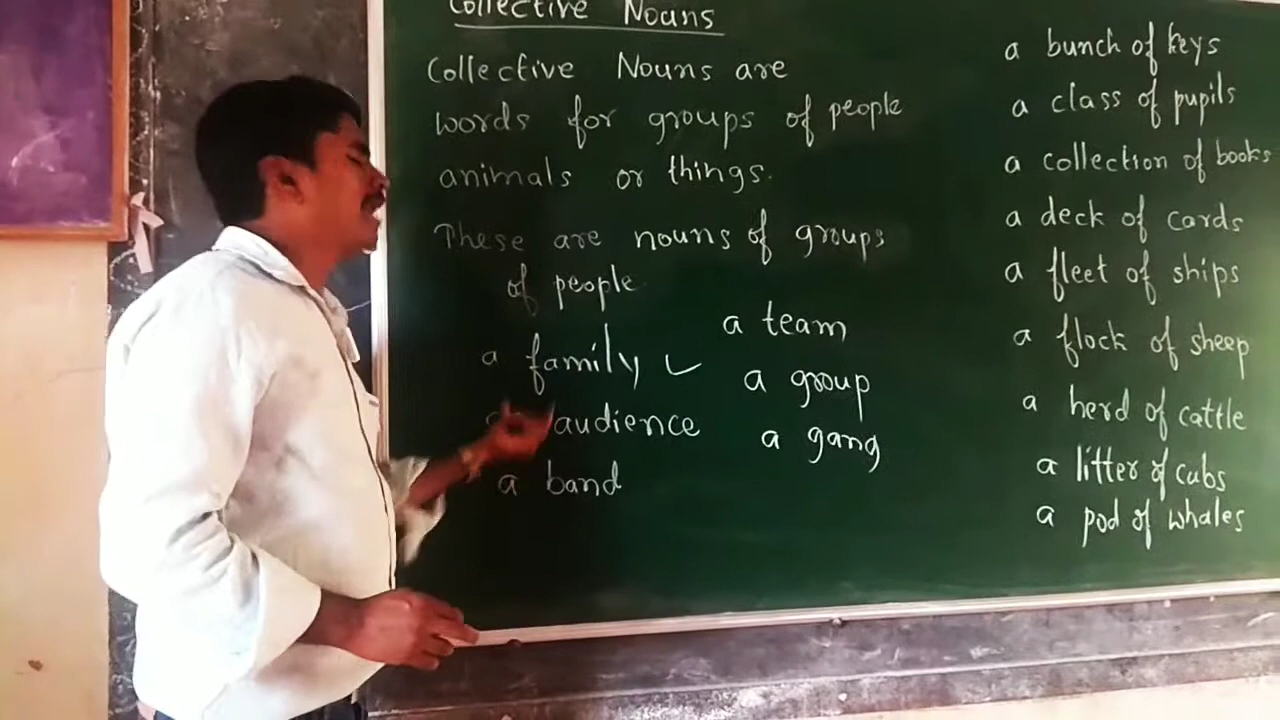 Collective Nouns
Collective Nouns are
words for groups of people
animals or things.
These are nouns of groups
of people
a family ✓
audience
a band
a team
a group
a gang
a bunch of keys
a class of pupils
a collection of books
a deck of cards
a fleet of ships
a flock of sheep
a herd of cattle
a litter of cubs
a pod of whales